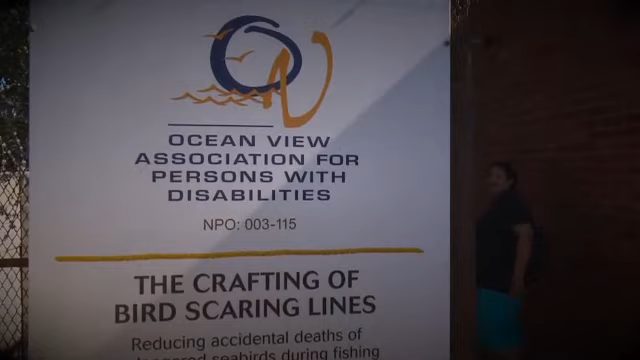 OCEAN VIEW
ASSOCIATION FOR
PERSONS WITH
DISABILITIES
NPO: 003-115
THE CRAFTING OF
BIRD SCARING LINES
Reducing accidental deaths of
seabirds during fishing